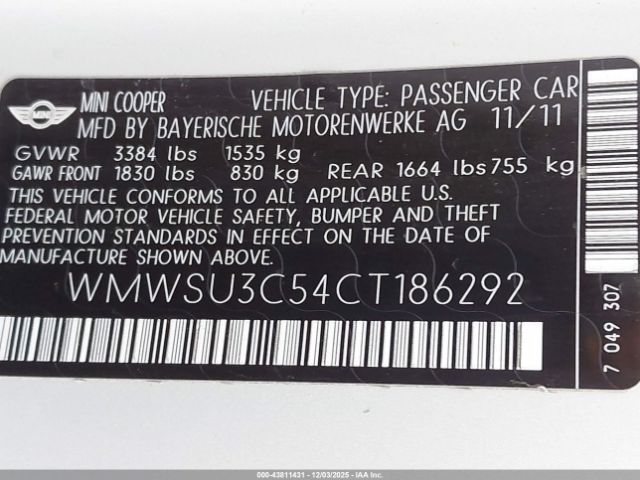 MINI
MINI COOPER VEHICLE TYPE: PASSENGER CAR
MFD BY BAYERISCHE MOTORENWERKE AG 11/11
GVWR 3384 lbs 1535 kg
GAWR FRONT 1830 lbs 830 kg REAR 1664 lbs 755 kg
THIS VEHICLE CONFORMS TO ALL APPLICABLE U.S.
FEDERAL MOTOR VEHICLE SAFETY, BUMPER AND THEFT
PREVENTION STANDARDS IN EFFECT ON THE DATE OF
MANUFACTURE SHOWN ABOVE.
WMWSU3C54CT186292
7 049 307
000-43811431 - 12/03/2025 - IAA Inc.